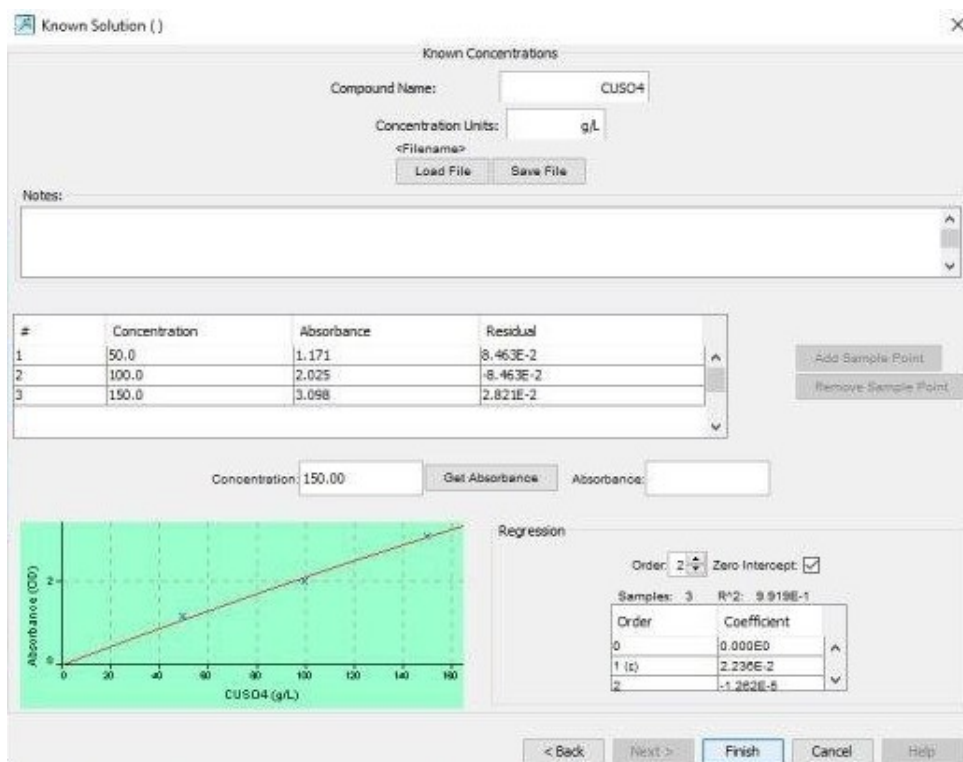 Known Solution ( )
Known Concentrations
Compound Name: CUSO4
Concentration Units: g/L
<Filename>
Load File Save File
Notes:
# Concentration Absorbance Residual
1 50.0 1.171 8.463E-2
2 100.0 2.025 -8.463E-2
3 150.0 3.098 2.821E-2
Add Sample Point
Remove Sample Point
Concentration: 150.00 Get Absorbance Absorbance:
Regression
Order: 2 Zero Intercept:
Samples: 3 R^2: 9.919E-1
Order Coefficient
0 0.000E0
1 (ε) 2.236E-2
2 -1.262E-5
Absorbance (OD)
2
0
0 20 40 60 80 100 120 140 160
CUSO4 (g/L)
< Back Next > Finish Cancel Help